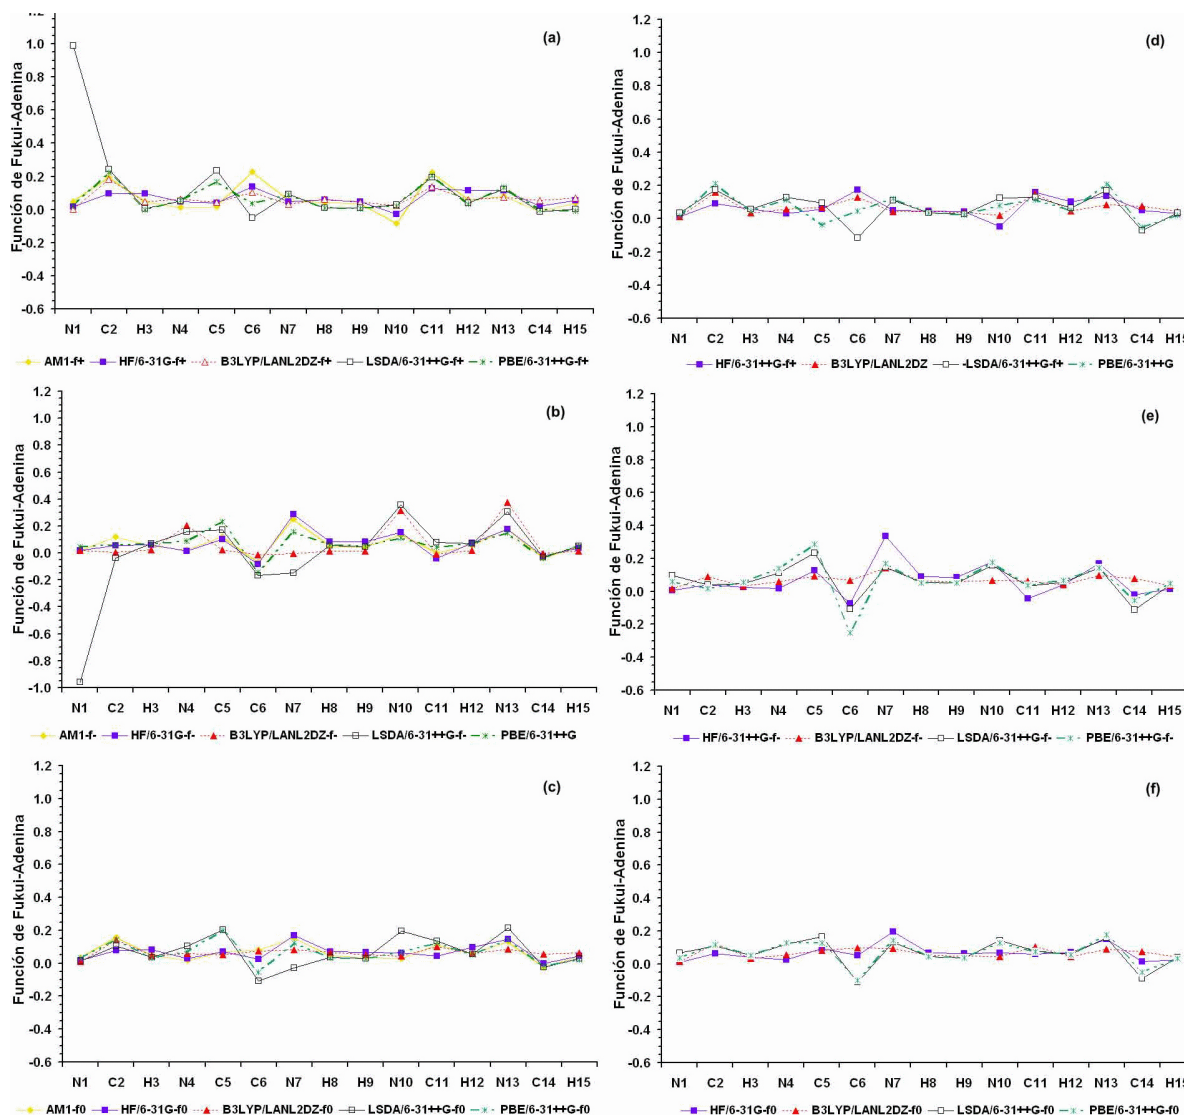 (a)
Función de Fukui-Adenina
1.2
1.0
0.8
0.6
0.4
0.2
0.0
-0.2
-0.4
-0.6
N1 C2 H3 N4 C5 C6 N7 H8 H9 N10 C11 H12 N13 C14 H15
AM1-f+ HF/6-31G-f+ B3LYP/LANL2DZ-f+ LSDA/6-31++G-f+ PBE/6-31++G-f+
(b)
Función de Fukui-Adenina
1.2
1.0
0.8
0.6
0.4
0.2
0.0
-0.2
-0.4
-0.6
-0.8
-1.0
N1 C2 H3 N4 C5 C6 N7 H8 H9 N10 C11 H12 N13 C14 H15
AM1-f- HF/6-31G-f- B3LYP/LANL2DZ-f- LSDA/6-31++G-f- PBE/6-31++G
(c)
Función de Fukui-Adenina
1.2
1.0
0.8
0.6
0.4
0.2
0.0
-0.2
-0.4
-0.6
N1 C2 H3 N4 C5 C6 N7 H8 H9 N10 C11 H12 N13 C14 H15
AM1-f0 HF/6-31G-f0 B3LYP/LANL2DZ-f0 LSDA/6-31++G-f0 PBE/6-31++G-f0
(d)
Función de Fukui-Adenina
1.2
1.0
0.8
0.6
0.4
0.2
0.0
-0.2
-0.4
-0.6
N1 C2 H3 N4 C5 C6 N7 H8 H9 N10 C11 H12 N13 C14 H15
HF/6-31++G-f+ B3LYP/LANL2DZ -LSDA/6-31++G-f+ PBE/6-31++G
(e)
Función de Fukui-Adenina
1.2
1.0
0.8
0.6
0.4
0.2
0.0
-0.2
-0.4
-0.6
N1 C2 H3 N4 C5 C6 N7 H8 H9 N10 C11 H12 N13 C14 H15
HF/6-31++G-f- B3LYP/LANL2DZ-f- LSDA/6-31++G-f- PBE/6-31++G-f-
(f)
Función de Fukui-Adenina
1.2
1.0
0.8
0.6
0.4
0.2
0.0
-0.2
-0.4
-0.6
N1 C2 H3 N4 C5 C6 N7 H8 H9 N10 C11 H12 N13 C14 H15
HF/6-31G-f0 B3LYP/LANL2DZ-f0 LSDA/6-31++G-f0 PBE/6-31++G-f0